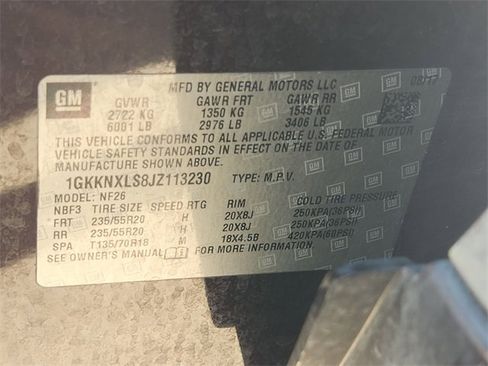 GM
MFD BY GENERAL MOTORS LLC
08/17
GVWR GAWR FRT GAWR RR
2722 KG 1350 KG 1545 KG
6001 LB 2976 LB 3406 LB
THIS VEHICLE CONFORMS TO ALL APPLICABLE U.S. FEDERAL MOTOR
VEHICLE SAFETY STANDARDS IN EFFECT ON THE DATE OF
MANUFACTURE SHOWN ABOVE.
1GKKNXLS8JZ113230 TYPE: M.P.V.
MODEL: NF26
NBF3 TIRE SIZE SPEED RTG RIM COLD TIRE PRESSURE
FRT 235/55R20 H 20X8J 250KPA(36PSI)
RR 235/55R20 H 20X8J 250KPA(36PSI)
SPA T135/70R18 M 18X4.5B 420KPA(60PSI)
SEE OWNER'S MANUAL